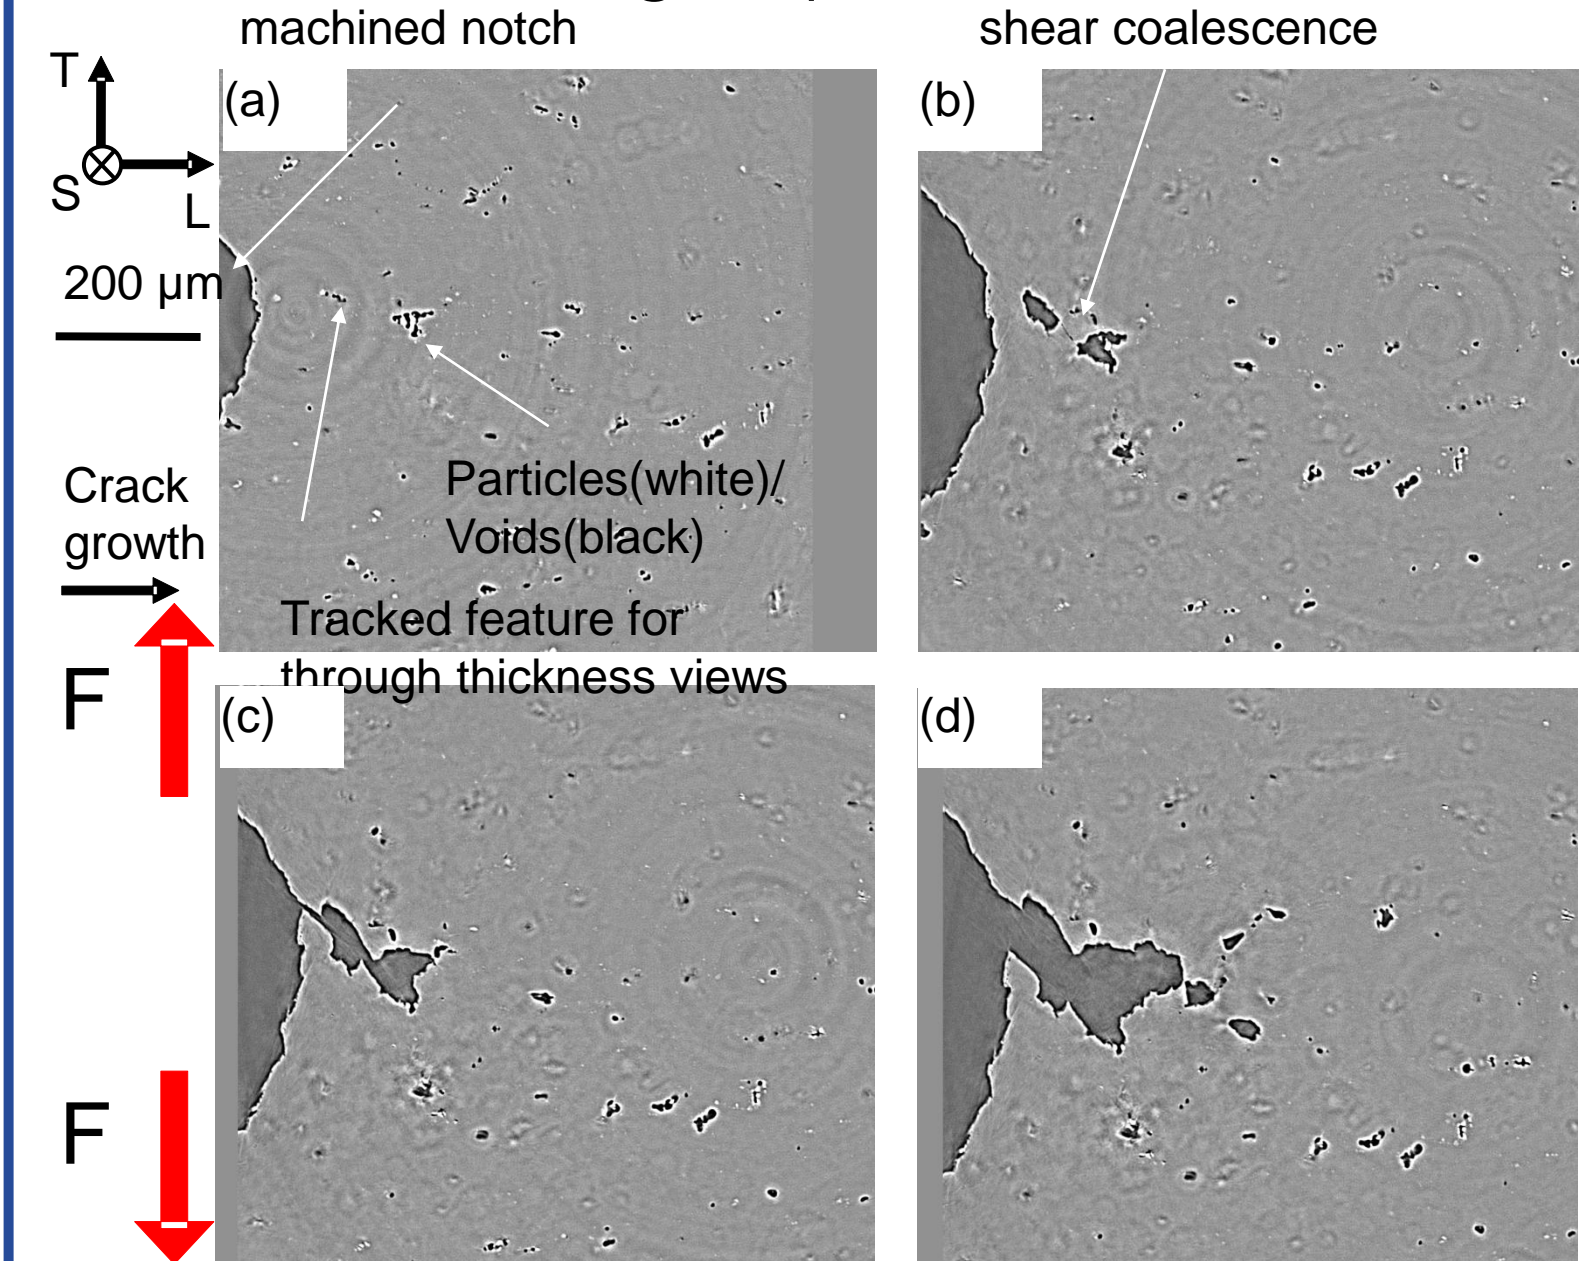 machined notch
shear coalescence
T
(a)
(b)
S
L
200 µm
Crack
growth
Particles(white)/
Voids(black)
Tracked feature for
through thickness views
F
(c)
(d)
F